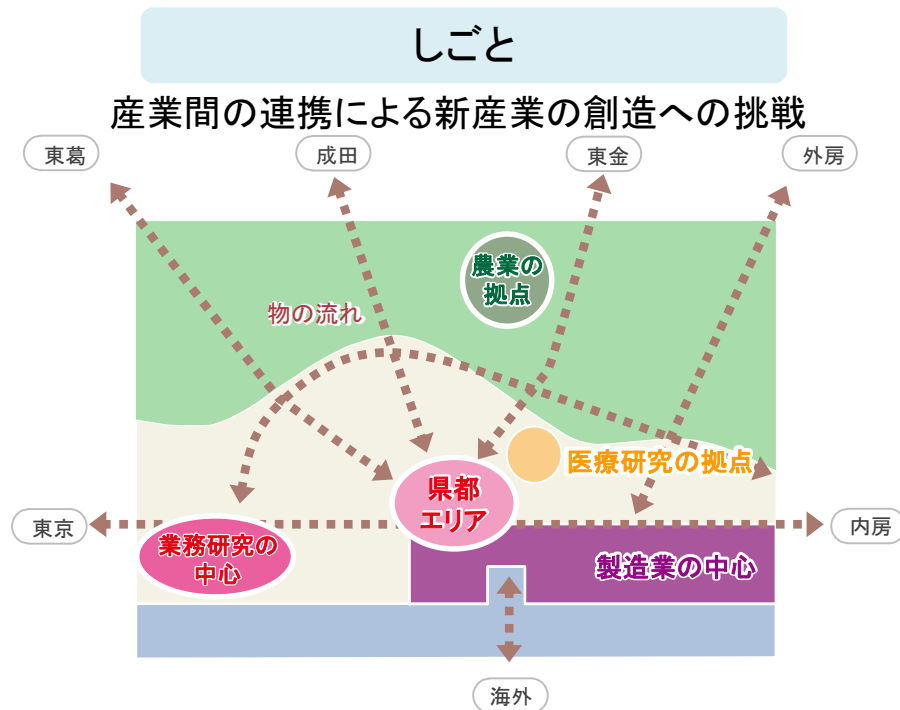 しごと
産業間の連携による新産業の創造への挑戦
東葛
成田
東金
外房
農業の
拠点
物の流れ
医療研究の拠点
県都
エリア
東京
内房
業務研究の
中心
製造業の中心
海外